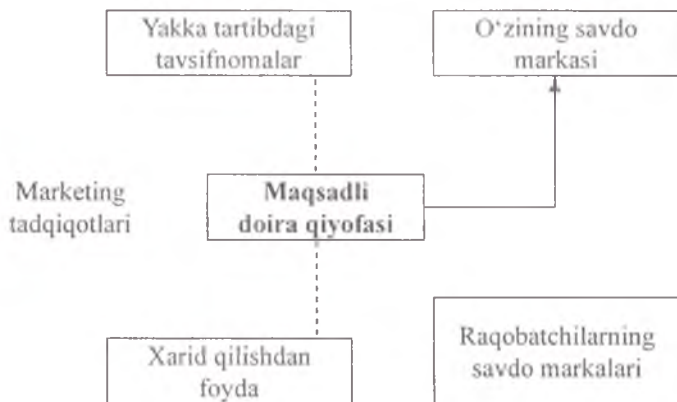 Yakka tartibdagi
tavsifnomalar
O‘zining savdo
markasi
Marketing
tadqiqotlari
Maqsadli
doira qiyofasi
Xarid qilishdan
foyda
Raqobatchilarning
savdo markalari